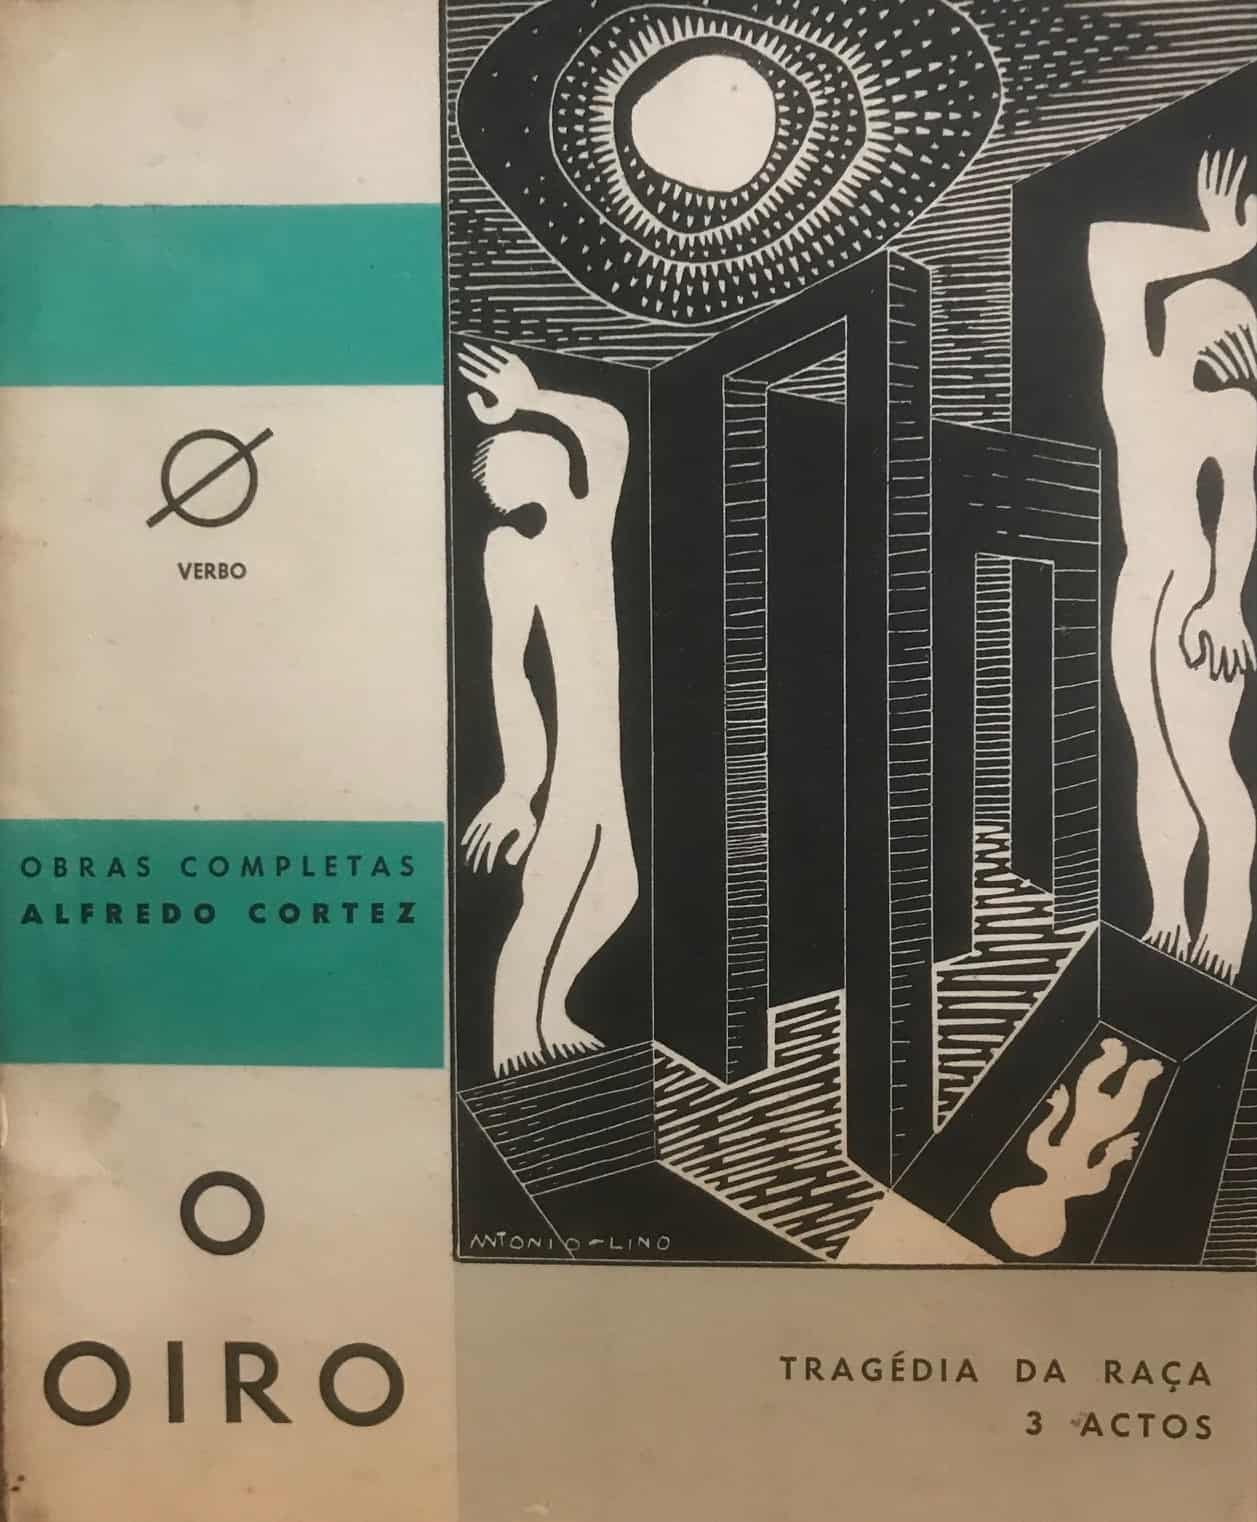 VERBO
OBRAS COMPLETAS
ALFREDO CORTEZ
O
OIRO
ANTONIO-LINO
TRAGÉDIA DA RAÇA
3 ACTOS